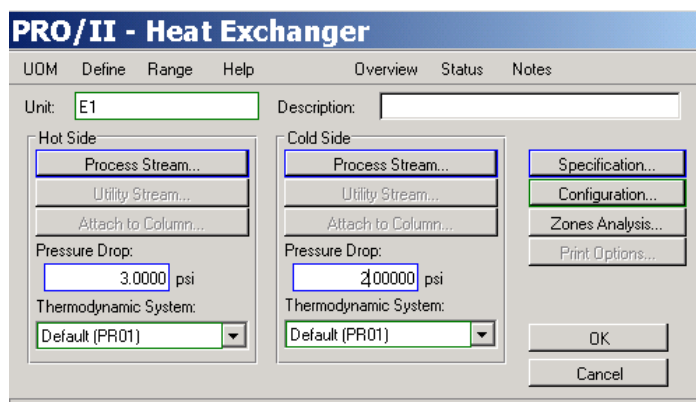 PRO/II - Heat Exchanger
UOM Define Range Help Overview Status Notes
Unit: E1 Description:
Hot Side Cold Side
Process Stream... Process Stream... Specification...
Utility Stream... Utility Stream... Configuration...
Attach to Column... Attach to Column... Zones Analysis...
Pressure Drop: Pressure Drop: Print Options...
3.0000 psi 2.00000 psi
Thermodynamic System: Thermodynamic System:
Default (PR01) Default (PR01) OK
Cancel